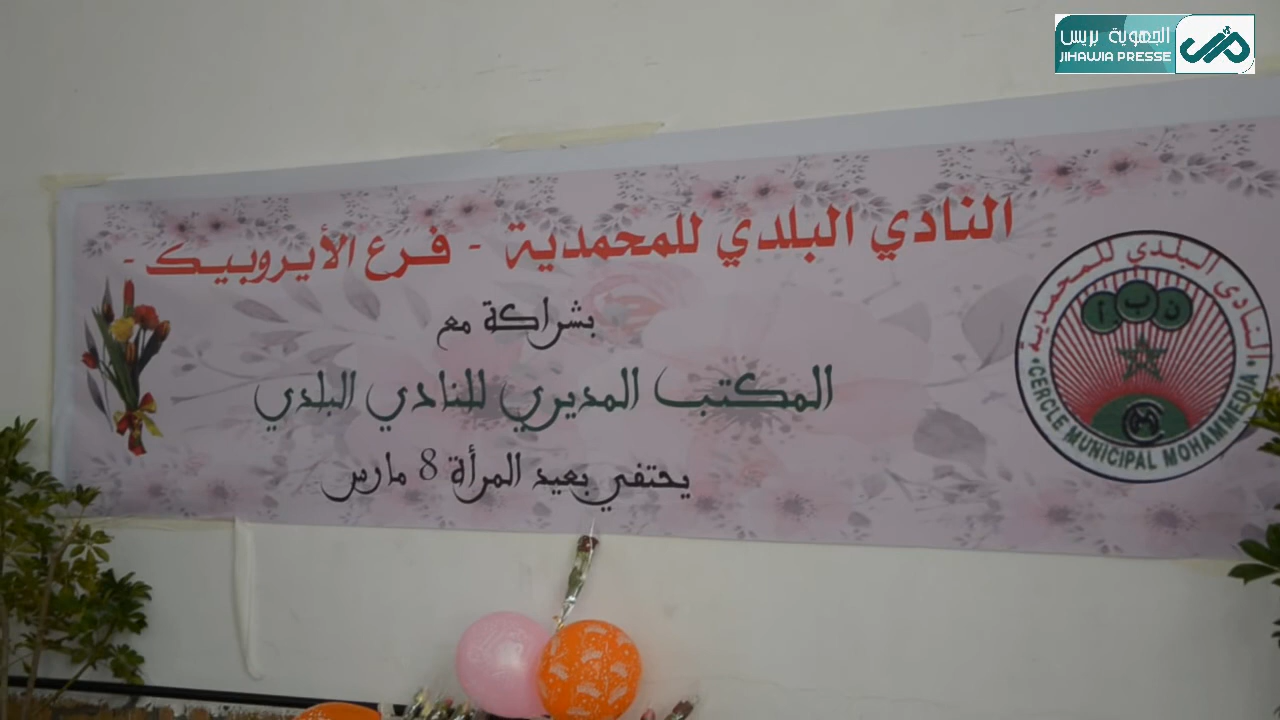 الجهوية بريس
JIHAWIA PRESSE
النادي البلدي للمحمدية - فرع الأيروبيك -
بشراكة مع
المكتب المديري للنادي البلدي
يحتفي بعيد المرأة 8 مارس
النادي البلدي للمحمدية
ن ب أ
CERCLE MUNICIPAL MOHAMMEDIA